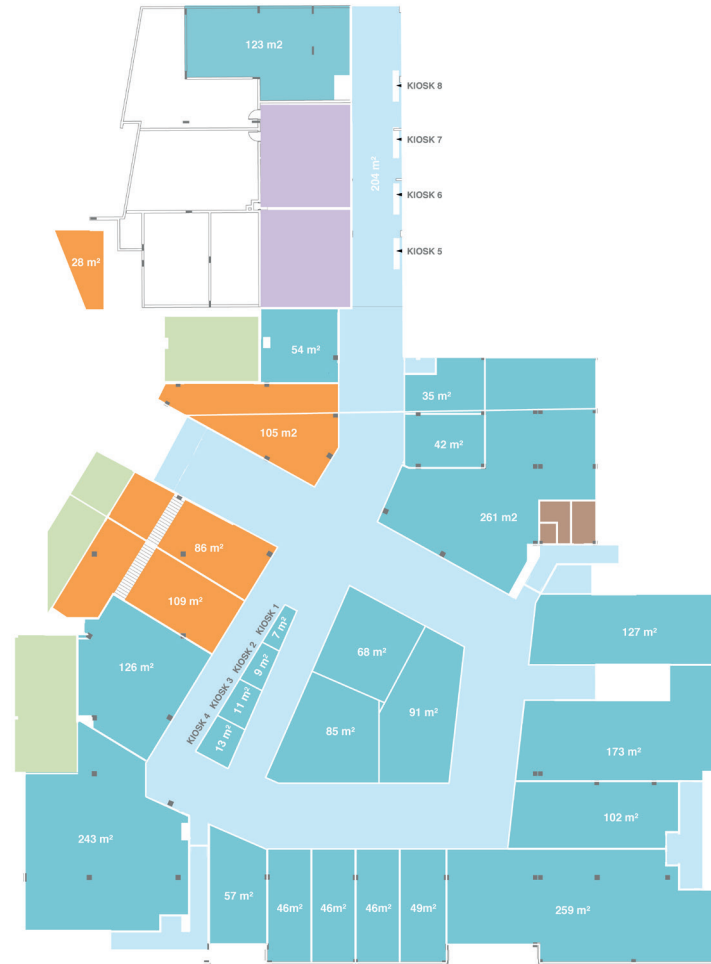 123 m2
KIOSK 8
KIOSK 7
204 m²
KIOSK 6
KIOSK 5
28 m²
54 m²
35 m²
105 m2
42 m²
261 m2
86 m²
109 m²
KIOSK 1
7 m²
KIOSK 2
9 m²
KIOSK 3
11 m²
KIOSK 4
13 m²
127 m²
68 m²
126 m²
91 m²
85 m²
173 m²
102 m²
243 m²
57 m²
46m²
46m²
46m²
49m²
259 m²